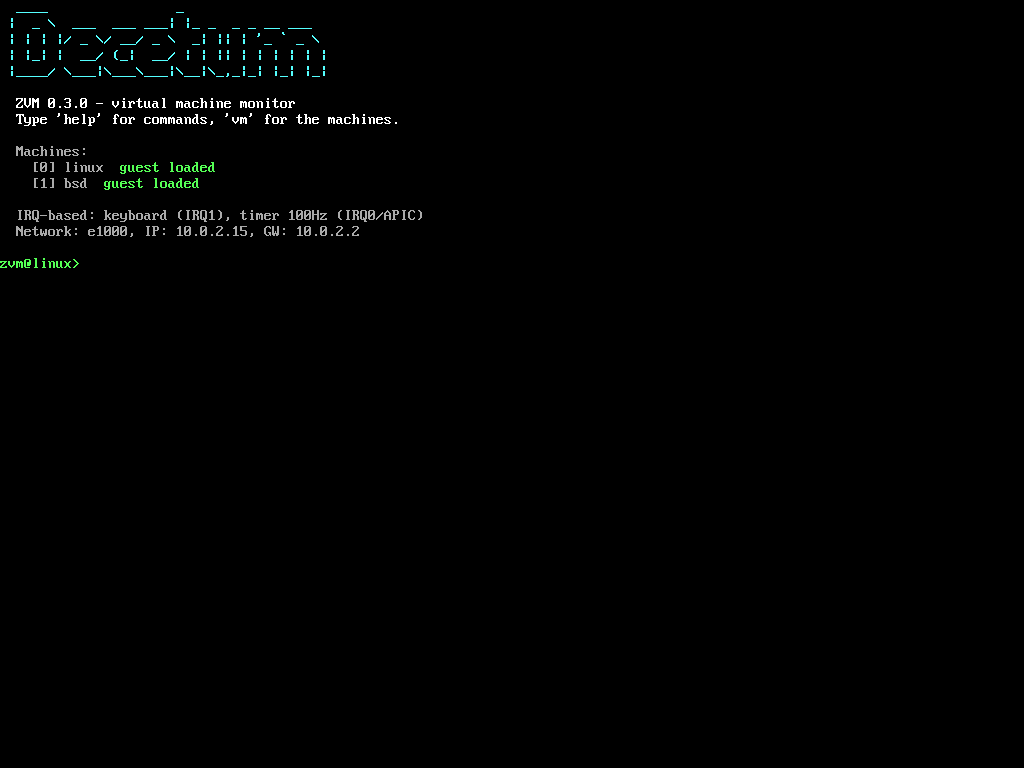 Decetum
ZVM 0.3.0 - virtual machine monitor
Type 'help' for commands, 'vm' for the machines.
Machines:
[0] linux guest loaded
[1] bsd guest loaded
IRQ-based: keyboard (IRQ1), timer 100Hz (IRQ0/APIC)
Network: e1000, IP: 10.0.2.15, GW: 10.0.2.2
zvm@linux>